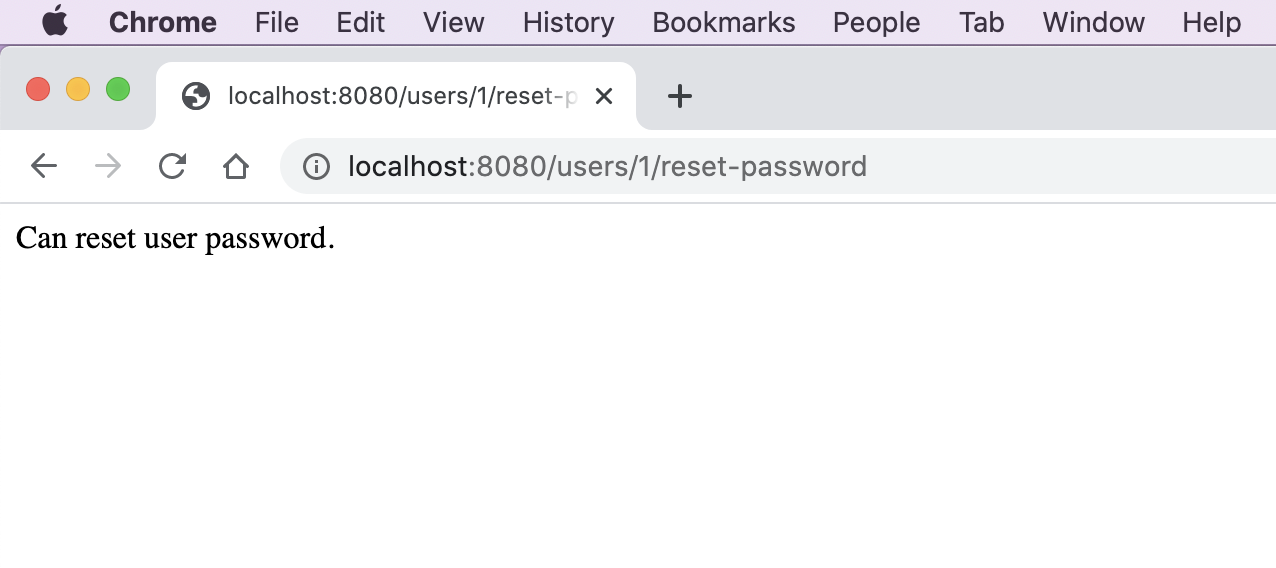 Chrome File Edit View History Bookmarks People Tab Window Help
localhost:8080/users/1/reset-p
localhost:8080/users/1/reset-password
Can reset user password.